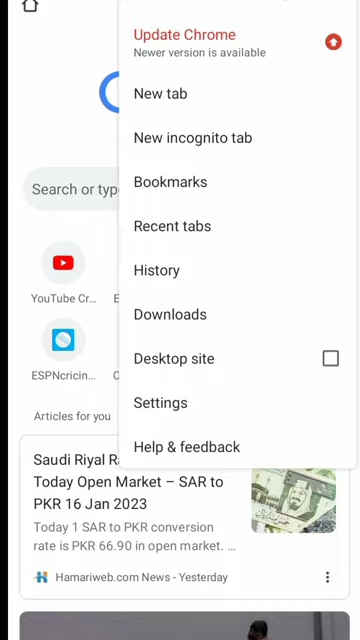 Update Chrome
Newer version is available
New tab
New incognito tab
Bookmarks
Recent tabs
History
Downloads
Desktop site
Settings
Help & feedback
Search or typ
YouTube Cr...
ESPNcricin...
Articles for you
Saudi Riyal R
Today Open Market – SAR to
PKR 16 Jan 2023
Today 1 SAR to PKR conversion
rate is PKR 66.90 in open market. ...
Hamariweb.com News - Yesterday